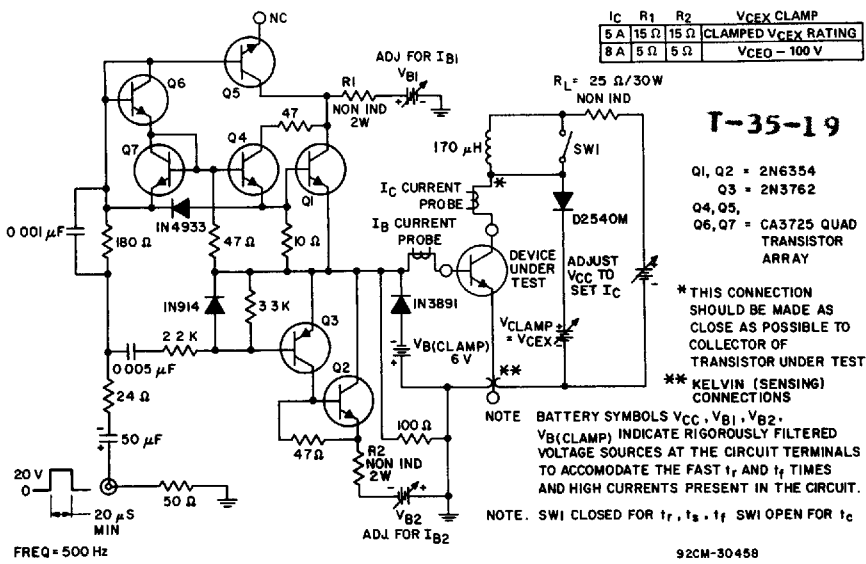 IC R1 R2 VCEX CLAMP
5 A 15 Ω 15 Ω CLAMPED VCEX RATING
8 A 5 Ω 5 Ω VCEO – 100 V
NC
ADJ FOR IB1
VB1
+ -
R1
NON IND
2W
Q6
Q5
47
Q7
Q4
Q1
RL = 25 Ω/30W
NON IND
170 μH
SW1
T-35-19
Q1, Q2 = 2N6354
Q3 = 2N3762
Q4, Q5,
Q6, Q7 = CA3725 QUAD
TRANSISTOR
ARRAY
IC CURRENT
PROBE
*
IB CURRENT
PROBE
D2540M
0 001 μF
180 Ω
IN4933
47 Ω
10 Ω
DEVICE
UNDER
TEST
ADJUST
VCC TO
SET IC
+
-
* THIS CONNECTION
SHOULD BE MADE AS
CLOSE AS POSSIBLE TO
COLLECTOR OF
TRANSISTOR UNDER TEST
** KELVIN (SENSING)
CONNECTIONS
IN914
3 3 K
Q3
IN3891
-
+
VB(CLAMP)
6 V
VCLAMP +
= VCEX -
**
2 2 K
0 005 μF
Q2
24 Ω
50 μF
- +
47 Ω
100 Ω
R2
NON IND
2W
- +
VB2
ADJ. FOR IB2
20 V
0
20 μS
MIN
50 Ω
FREQ = 500 Hz
NOTE BATTERY SYMBOLS VCC, VB1, VB2,
VB(CLAMP) INDICATE RIGOROUSLY FILTERED
VOLTAGE SOURCES AT THE CIRCUIT TERMINALS
TO ACCOMODATE THE FAST tr AND tf TIMES
AND HIGH CURRENTS PRESENT IN THE CIRCUIT.
NOTE. SW1 CLOSED FOR tr, ts, tf SW1 OPEN FOR tc
92CM-30458